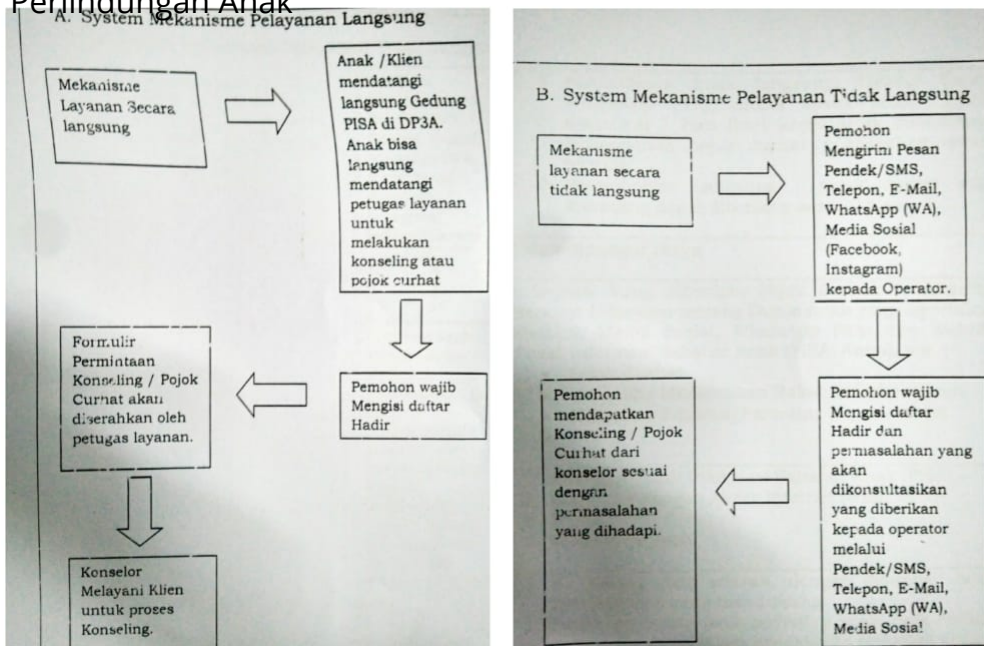 Perlindungan Anak
A. System Mekanisme Pelayanan Langsung
Mekanisme
Layanan Secara
langsung
Anak /Klien
mendatangi
langsung Gedung
PISA di DP3A.
Anak bisa
langsung
mendatangi
petugas layanan
untuk
melakukan
konseling atau
pojok curhat
Pemohon wajib
Mengisi daftar
Hadir
Formulir
Permintaan
Konseling / Pojok
Curhat akan
diserahkan oleh
petugas layanan.
Konselor
Melayani Klien
untuk proses
Konseling.
B. System Mekanisme Pelayanan Tidak Langsung
Mekanisme
layanan secara
tidak langsung
Pemohon
Mengirim Pesan
Pendek/SMS,
Telepon, E-Mail,
WhatsApp (WA),
Media Sosial
(Facebook,
Instagram)
kepada Operator.
Pemohon wajib
Mengisi daftar
Hadir dan
permasalahan yang
akan
dikonsultasikan
yang diberikan
kepada operator
melalui
Pendek/SMS,
Telepon, E-Mail,
WhatsApp (WA),
Media Sosial
Pemohon
mendapatkan
Konseling / Pojok
Curhat dari
konselor sesuai
dengan
permasalahan
yang dihadapi.